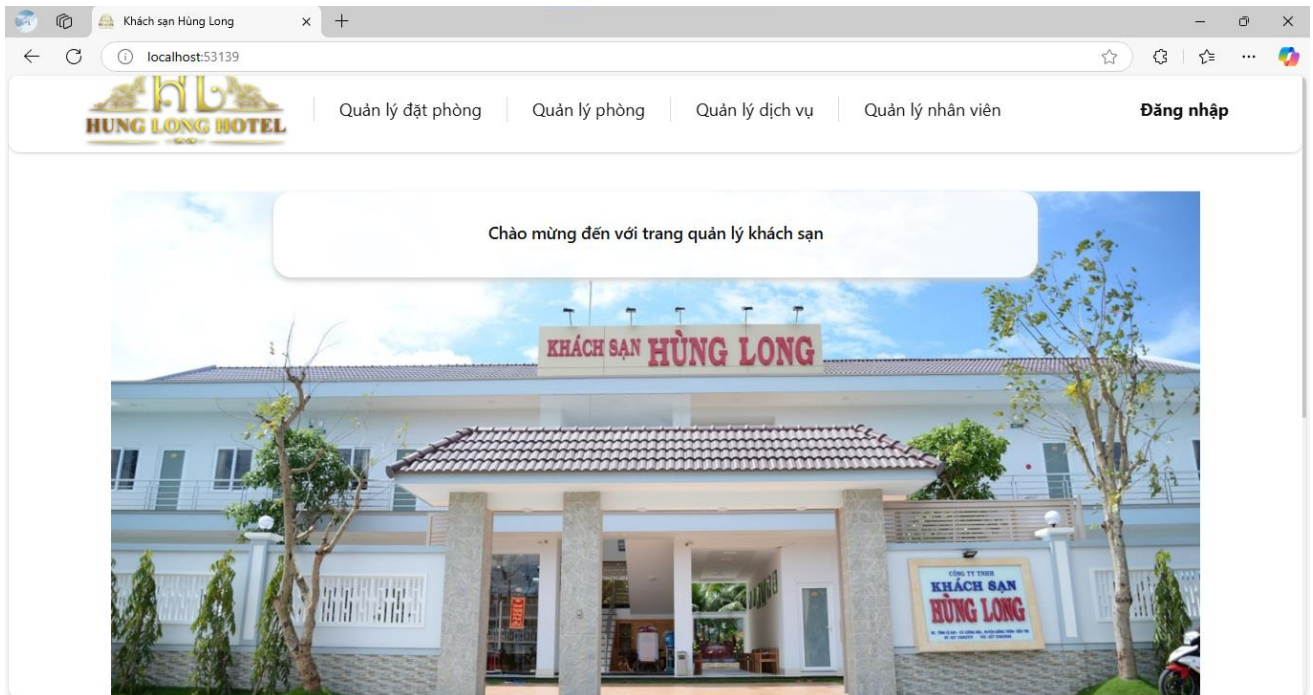 Khách sạn Hùng Long
localhost:53139
HL
HUNG LONG HOTEL
Quản lý đặt phòng
Quản lý phòng
Quản lý dịch vụ
Quản lý nhân viên
Đăng nhập
Chào mừng đến với trang quản lý khách sạn
KHÁCH SẠN HÙNG LONG
CÔNG TY TNHH
KHÁCH SẠN
HÙNG LONG